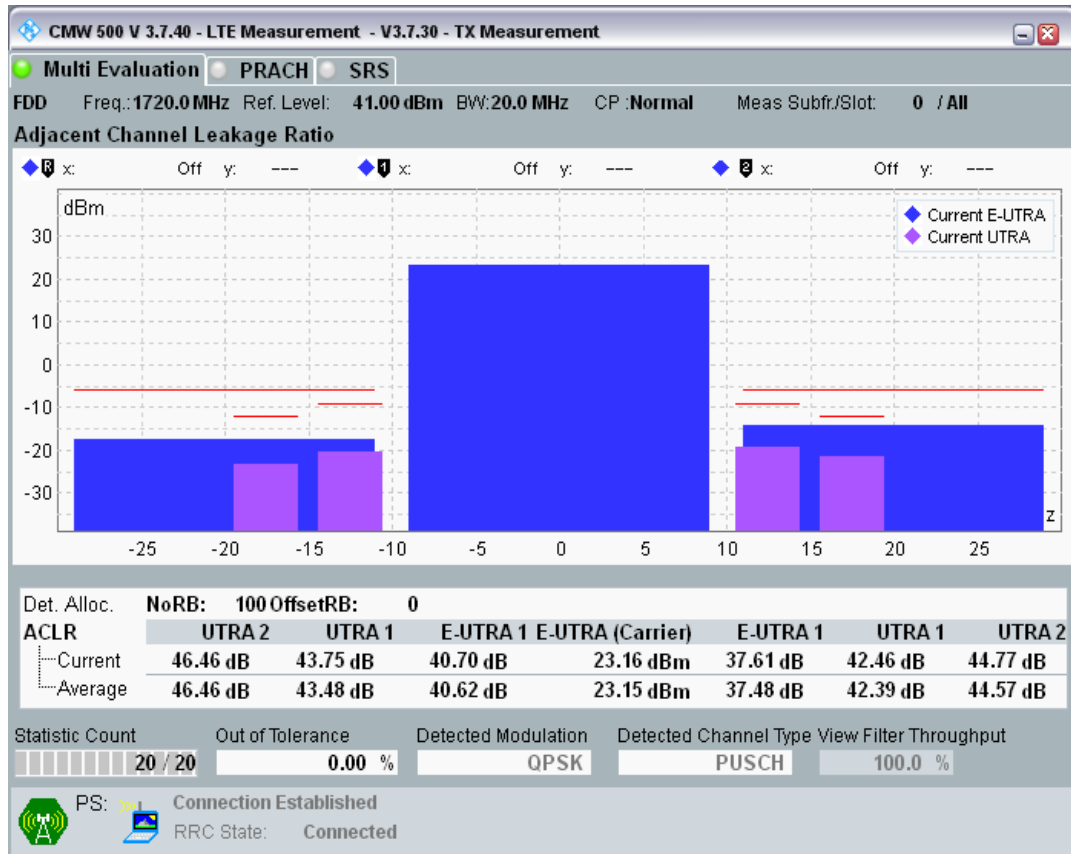 CMW 500 V 3.7.40 - LTE Measurement - V3.7.30 - TX Measurement
Multi Evaluation PRACH SRS
FDD Freq.:1720.0 MHz Ref. Level: 41.00 dBm BW:20.0 MHz CP :Normal Meas Subfr./Slot: 0 / All
Adjacent Channel Leakage Ratio
R x: Off y: --- 1 x: Off y: --- 2 x: Off y: ---
dBm
Current E-UTRA
Current UTRA
30
20
10
0
-10
-20
-30
z
-25 -20 -15 -10 -5 0 5 10 15 20 25
Det. Alloc. NoRB: 100 OffsetRB: 0
ACLR UTRA 2 UTRA 1 E-UTRA 1 E-UTRA (Carrier) E-UTRA 1 UTRA 1 UTRA 2
Current 46.46 dB 43.75 dB 40.70 dB 23.16 dBm 37.61 dB 42.46 dB 44.77 dB
Average 46.46 dB 43.48 dB 40.62 dB 23.15 dBm 37.48 dB 42.39 dB 44.57 dB
Statistic Count Out of Tolerance Detected Modulation Detected Channel Type View Filter Throughput
20 / 20 0.00 % QPSK PUSCH 100.0 %
PS: Connection Established
RRC State: Connected